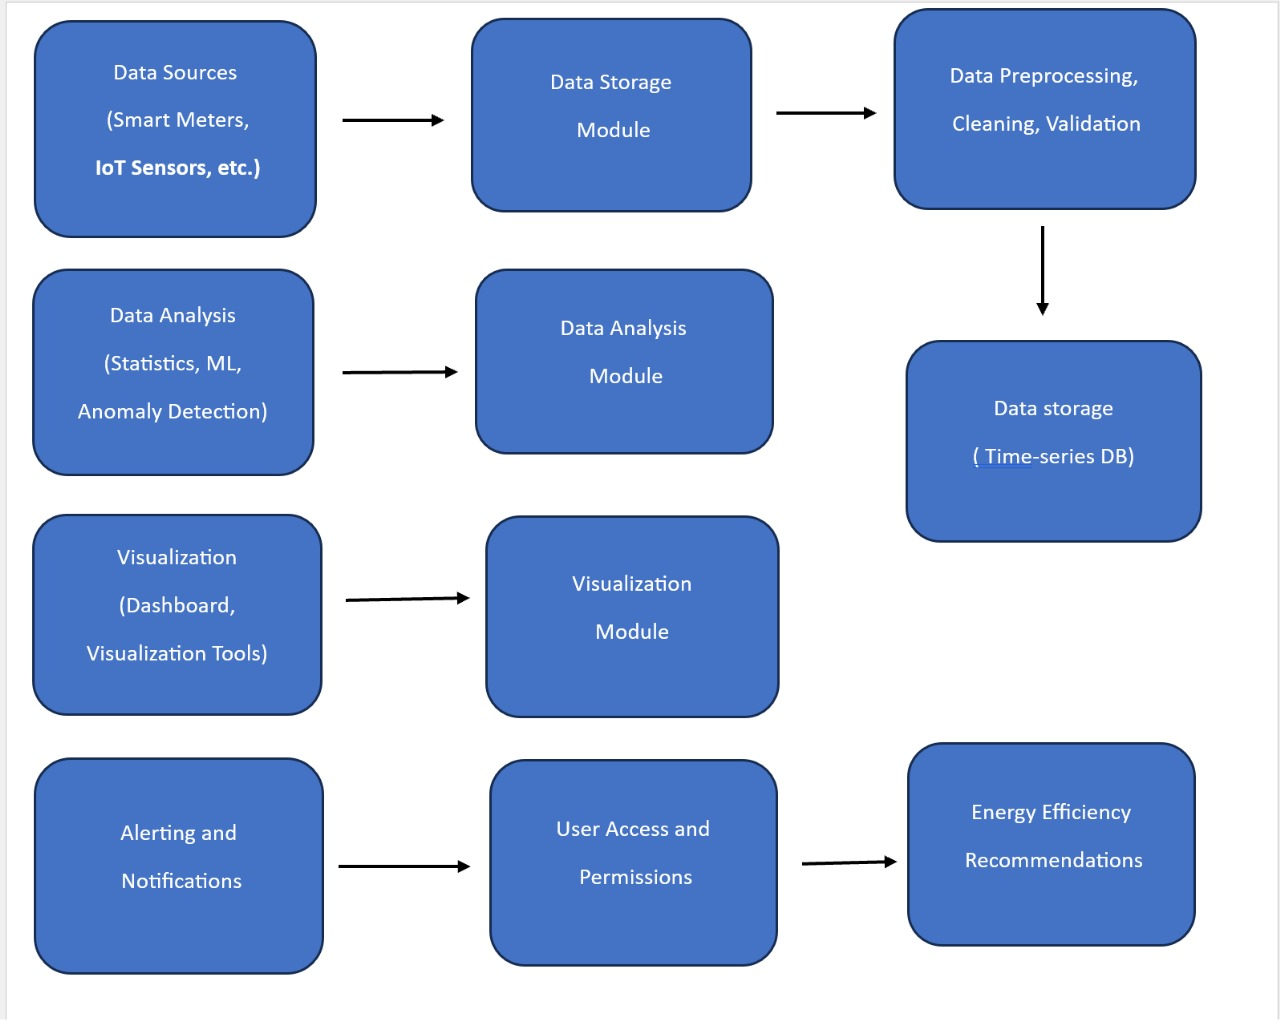 Data Sources
(Smart Meters,
IoT Sensors, etc.)
Data Storage
Module
Data Preprocessing,
Cleaning, Validation
Data Analysis
(Statistics, ML,
Anomaly Detection)
Data Analysis
Module
Data storage
( Time-series DB)
Visualization
(Dashboard,
Visualization Tools)
Visualization
Module
Alerting and
Notifications
User Access and
Permissions
Energy Efficiency
Recommendations